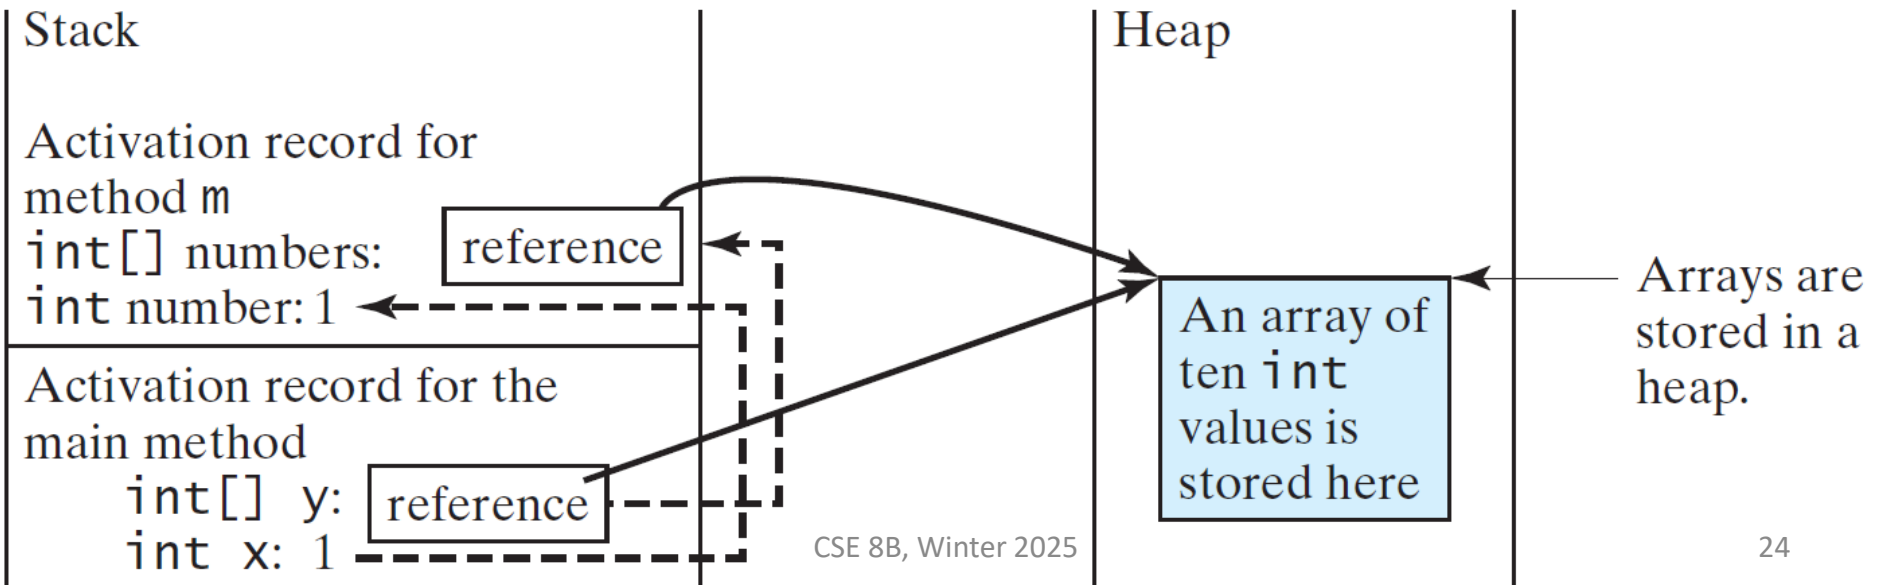 Stack
Activation record for
method m
int[] numbers:
reference
int number: 1
Activation record for the
main method
int[] y:
reference
int x: 1
Heap
An array of
ten int
values is
stored here
Arrays are
stored in a
heap.
CSE 8B, Winter 2025
24